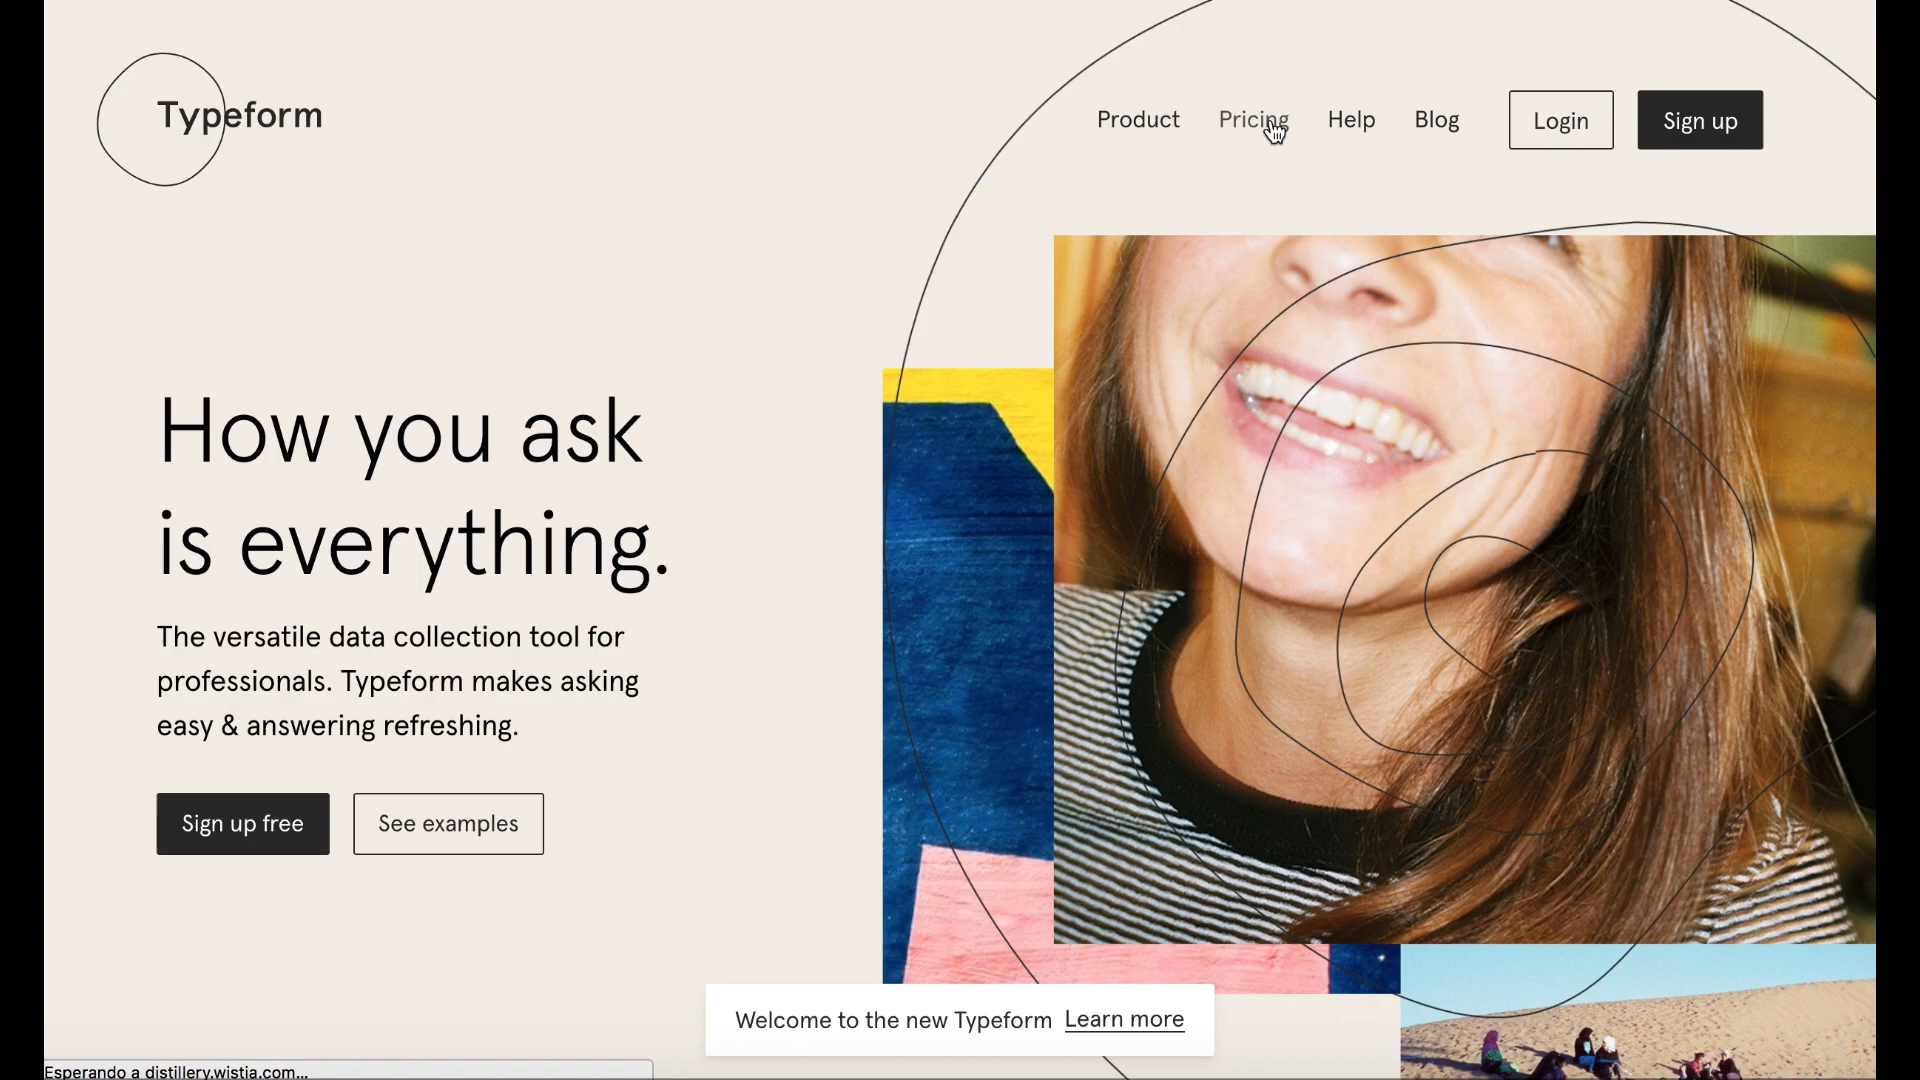 Typeform
Product Pricing Help Blog Login Sign up
How you ask
is everything.
The versatile data collection tool for
professionals. Typeform makes asking
easy & answering refreshing.
Sign up free See examples
Welcome to the new Typeform Learn more
Esperando a distillery.wistia.com...